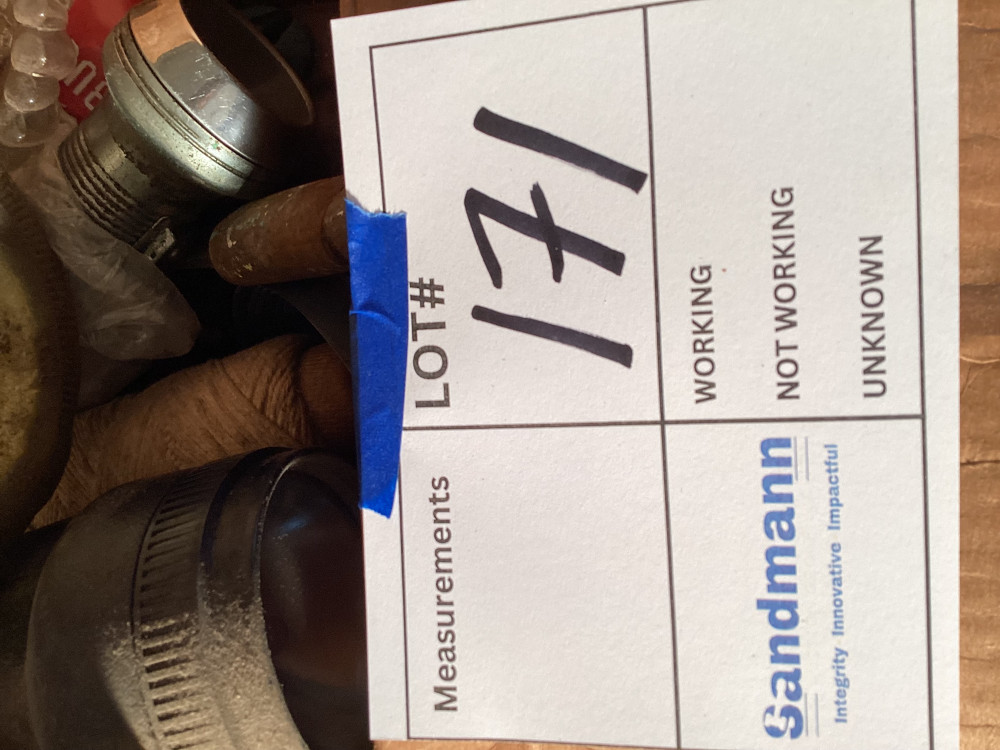 Measurements
LOT#
171
WORKING
NOT WORKING
UNKNOWN
Sandmann
Integrity Innovative Impactful